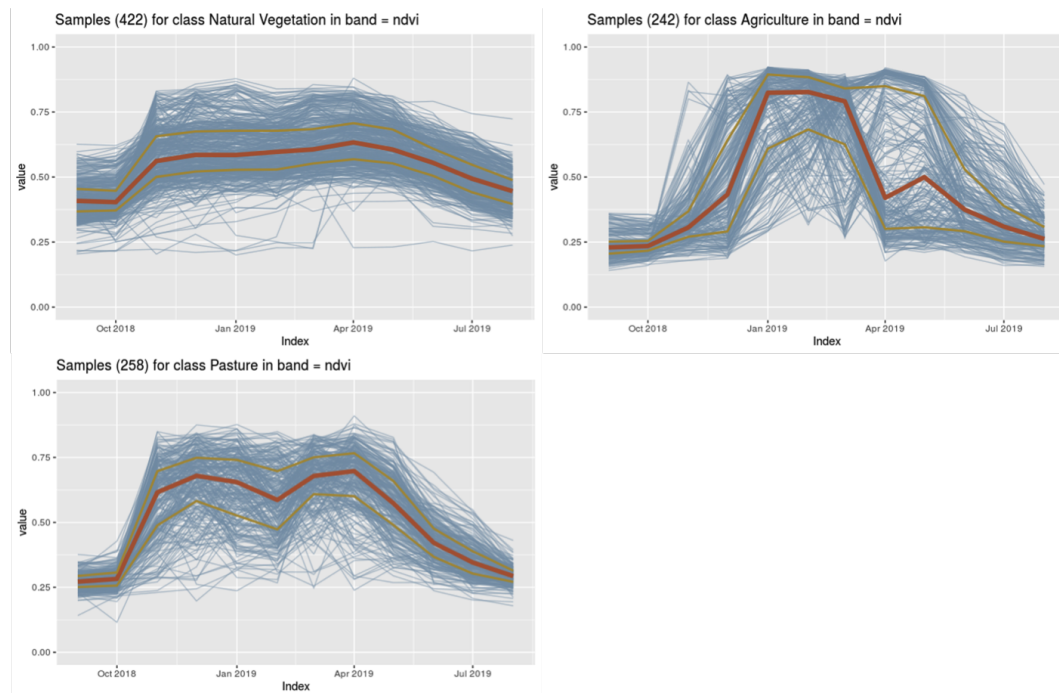 Samples (422) for class Natural Vegetation in band = ndvi
1.00
0.75
0.50
0.25
0.00
value
Oct 2018 Jan 2019 Apr 2019 Jul 2019
Index
Samples (242) for class Agriculture in band = ndvi
1.00
0.75
0.50
0.25
0.00
value
Oct 2018 Jan 2019 Apr 2019 Jul 2019
Index
Samples (258) for class Pasture in band = ndvi
1.00
0.75
0.50
0.25
0.00
value
Oct 2018 Jan 2019 Apr 2019 Jul 2019
Index